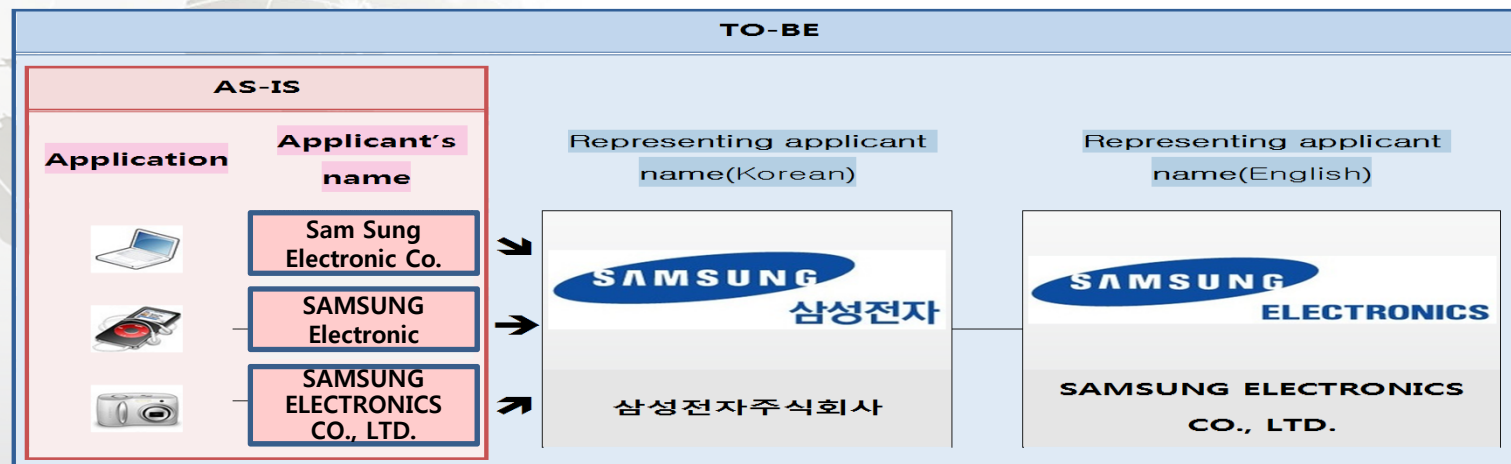 TO-BE
AS-IS
Application
Applicant's
name
Representing applicant
name(Korean)
Representing applicant
name(English)
Sam Sung
Electronic Co.
SAMSUNG
Electronic
SAMSUNG
ELECTRONICS
CO., LTD.
SAMSUNG
삼성전자
삼성전자주식회사
SAMSUNG
ELECTRONICS
SAMSUNG ELECTRONICS
CO., LTD.